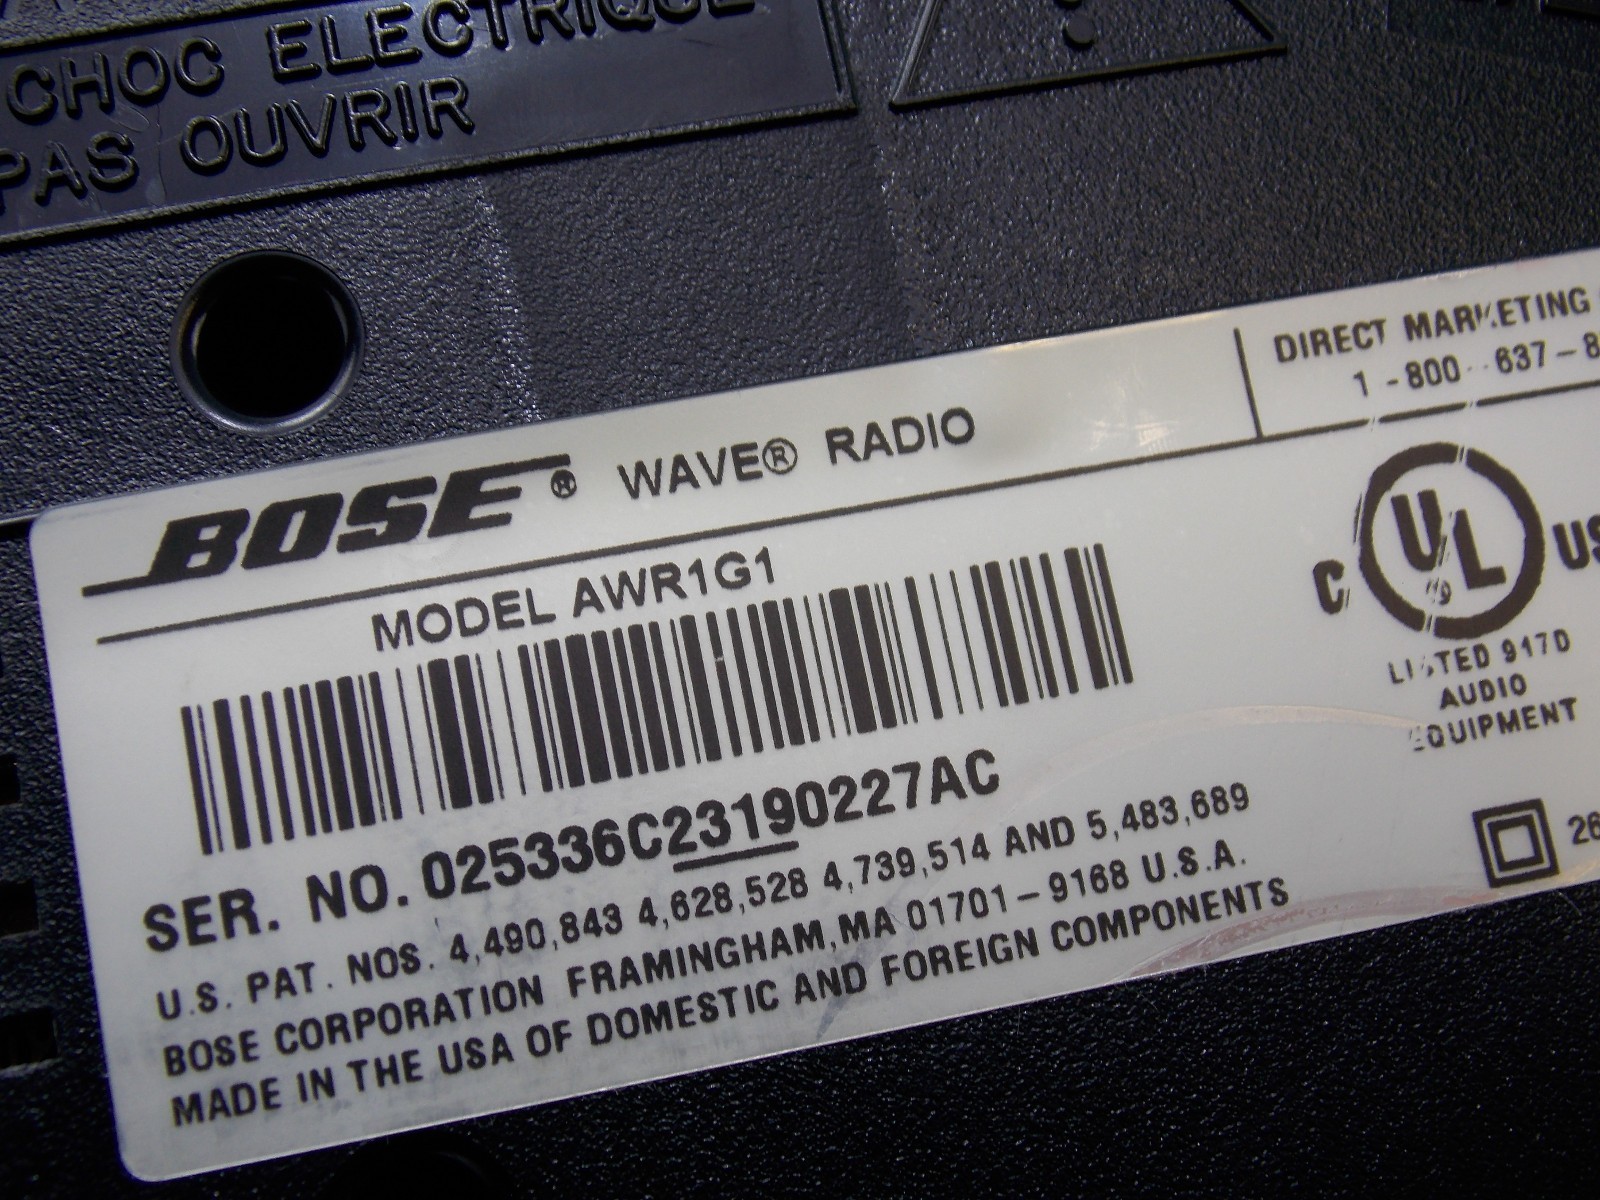 CHOC ELECTRIQUE
PAS OUVRIR
BOSE® WAVE® RADIO
DIRECT MARKETING
1-800-637-8
MODEL AWR1G1
C UL US
LISTED 917D
AUDIO
EQUIPMENT
SER. NO. 025336C23190227AC
26
U.S. PAT. NOS. 4,490,843 4,628,528 4,739,514 AND 5,483,689
BOSE CORPORATION FRAMINGHAM, MA 01701-9168 U.S.A.
MADE IN THE USA OF DOMESTIC AND FOREIGN COMPONENTS